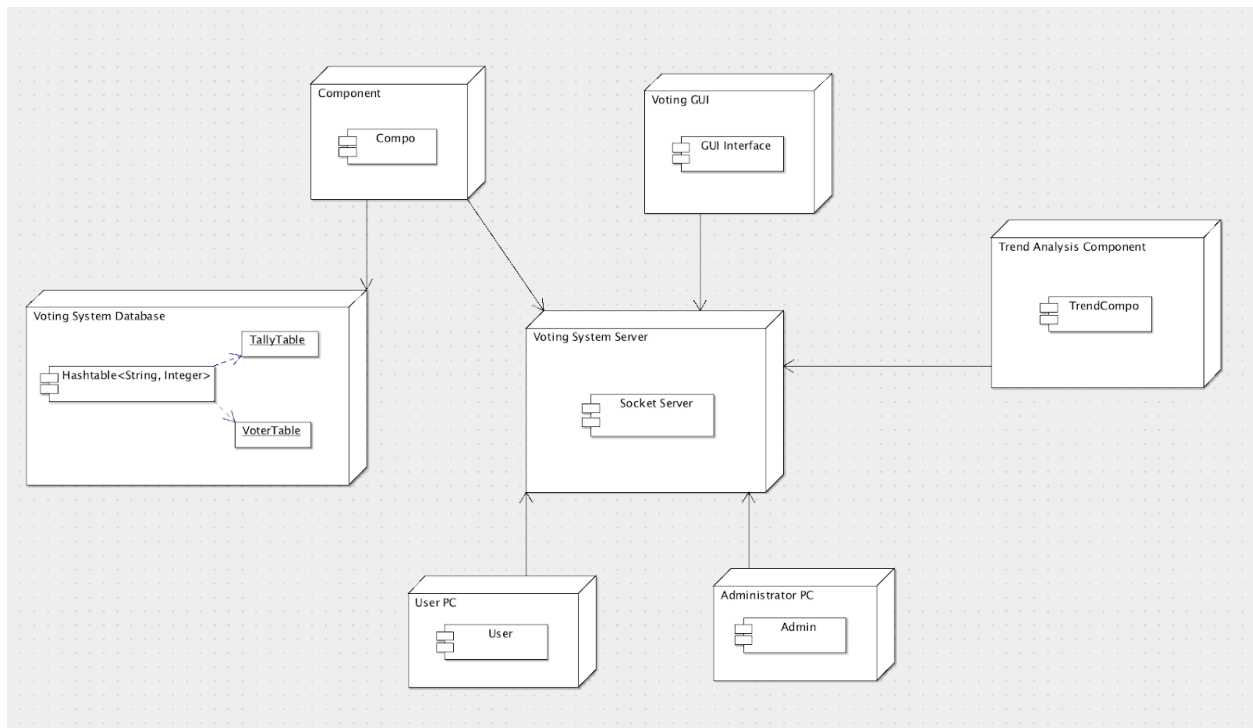 Component
Compo
Voting GUI
GUI Interface
Trend Analysis Component
TrendCompo
Voting System Database
TallyTable
Hashtable<String, Integer>
VoterTable
Voting System Server
Socket Server
User PC
User
Administrator PC
Admin